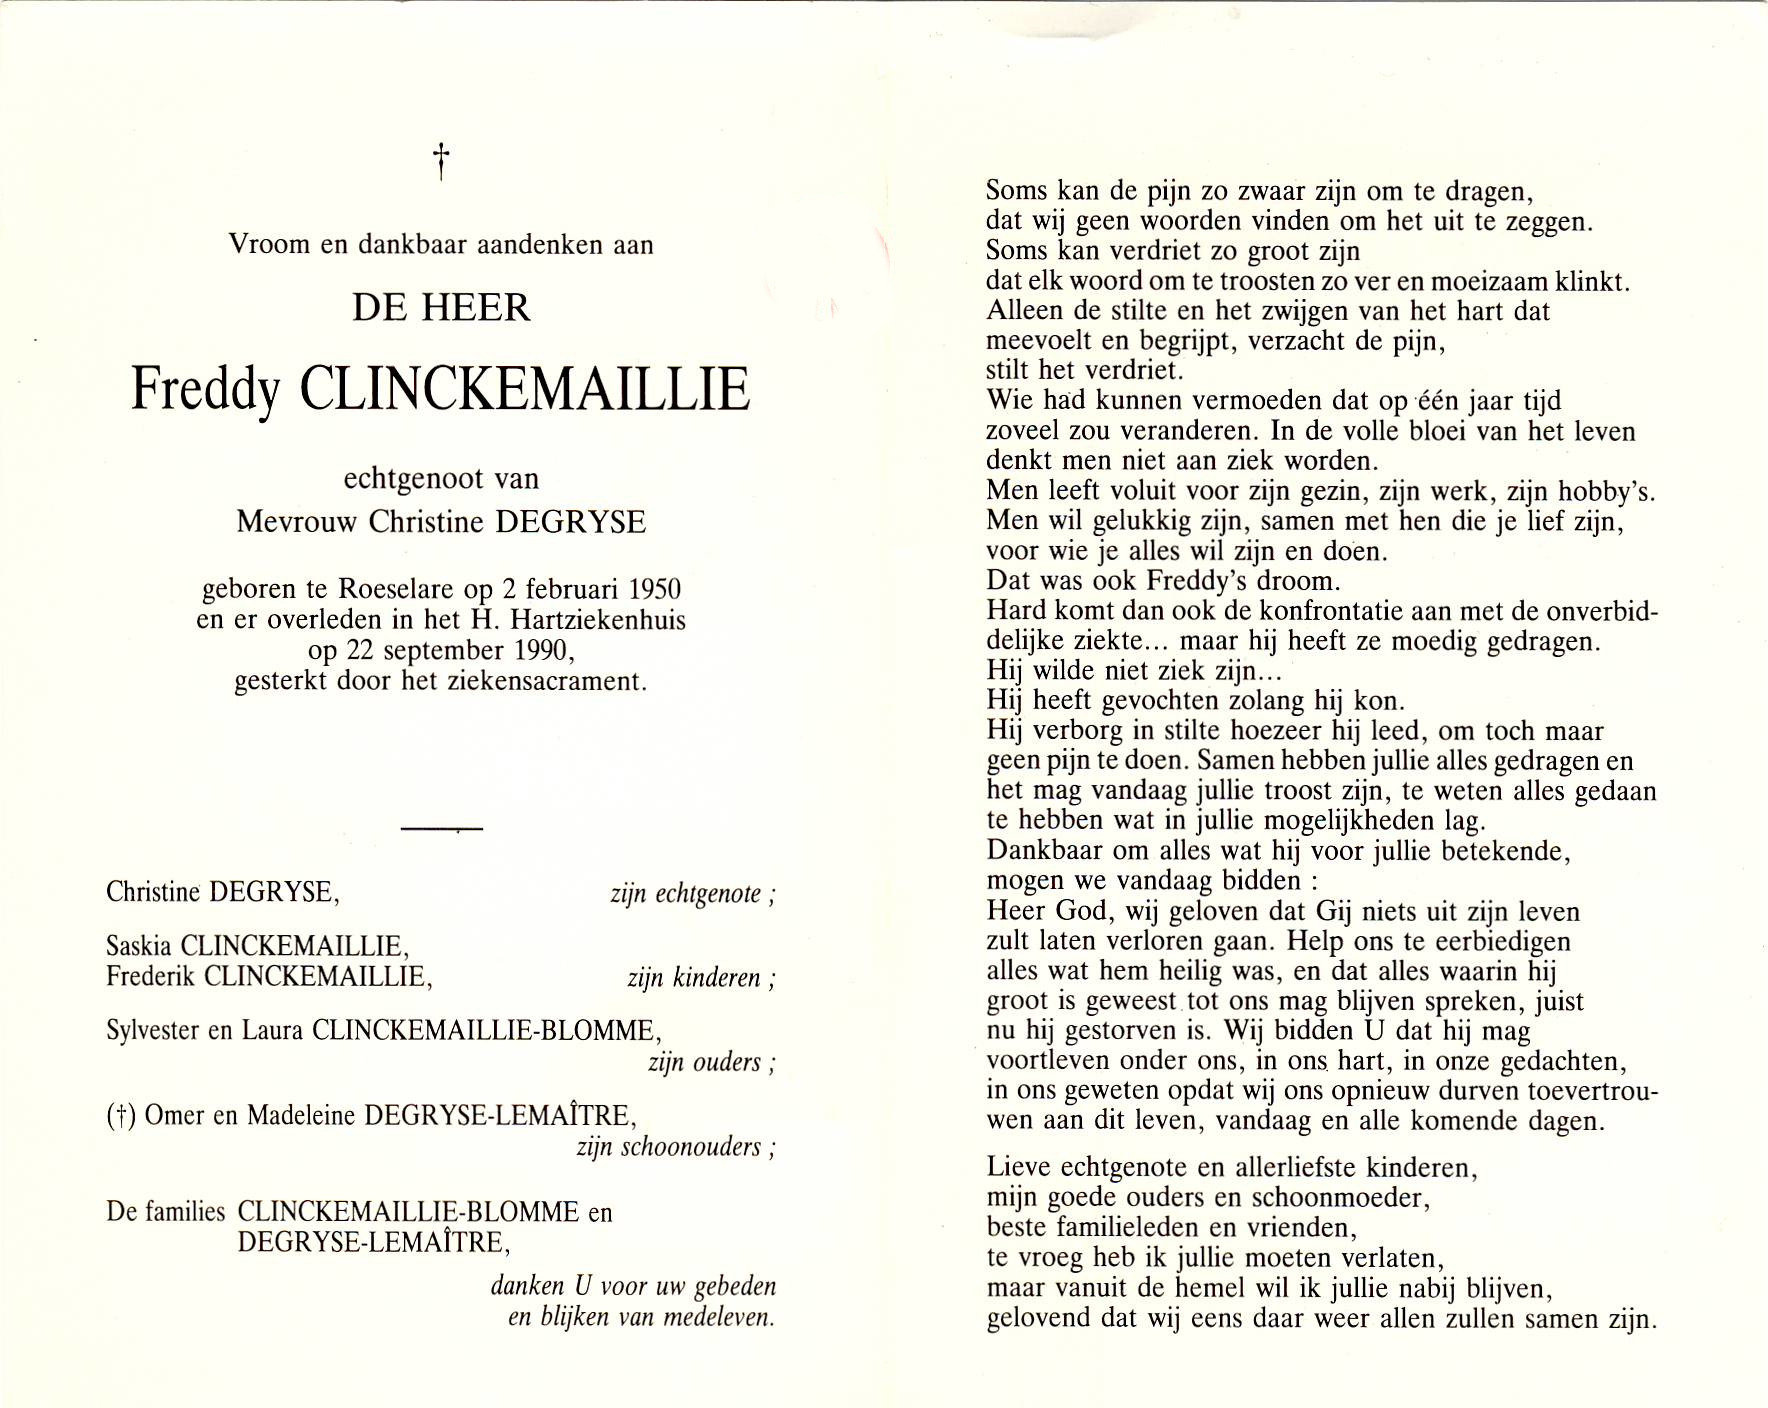 †
Vroom en dankbaar aandenken aan
DE HEER
Freddy CLINCKEMAILLIE
echtgenoot van
Mevrouw Christine DEGRYSE
geboren te Roeselare op 2 februari 1950
en er overleden in het H. Hartziekenhuis
op 22 september 1990,
gesterkt door het ziekensacrament.
Christine DEGRYSE, zijn echtgenote ;
Saskia CLINCKEMAILLIE,
Frederik CLINCKEMAILLIE, zijn kinderen ;
Sylvester en Laura CLINCKEMAILLIE-BLOMME,
zijn ouders ;
(†) Omer en Madeleine DEGRYSE-LEMAÎTRE,
zijn schoonouders ;
De families CLINCKEMAILLIE-BLOMME en
DEGRYSE-LEMAÎTRE,
danken U voor uw gebeden
en blijken van medeleven.
Soms kan de pijn zo zwaar zijn om te dragen,
dat wij geen woorden vinden om het uit te zeggen.
Soms kan verdriet zo groot zijn
dat elk woord om te troosten zo ver en moeizaam klinkt.
Alleen de stilte en het zwijgen van het hart dat
meevoelt en begrijpt, verzacht de pijn,
stilt het verdriet.
Wie had kunnen vermoeden dat op één jaar tijd
zoveel zou veranderen. In de volle bloei van het leven
denkt men niet aan ziek worden.
Men leeft voluit voor zijn gezin, zijn werk, zijn hobby's.
Men wil gelukkig zijn, samen met hen die je lief zijn,
voor wie je alles wil zijn en doen.
Dat was ook Freddy's droom.
Hard komt dan ook de konfrontatie aan met de onverbid-
delijke ziekte... maar hij heeft ze moedig gedragen.
Hij wilde niet ziek zijn...
Hij heeft gevochten zolang hij kon.
Hij verborg in stilte hoezeer hij leed, om toch maar
geen pijn te doen. Samen hebben jullie alles gedragen en
het mag vandaag jullie troost zijn, te weten alles gedaan
te hebben wat in jullie mogelijkheden lag.
Dankbaar om alles wat hij voor jullie betekende,
mogen we vandaag bidden :
Heer God, wij geloven dat Gij niets uit zijn leven
zult laten verloren gaan. Help ons te eerbiedigen
alles wat hem heilig was, en dat alles waarin hij
groot is geweest tot ons mag blijven spreken, juist
nu hij gestorven is. Wij bidden U dat hij mag
voortleven onder ons, in ons hart, in onze gedachten,
in ons geweten opdat wij ons opnieuw durven toevertrou-
wen aan dit leven, vandaag en alle komende dagen.
Lieve echtgenote en allerliefste kinderen,
mijn goede ouders en schoonmoeder,
beste familieleden en vrienden,
te vroeg heb ik jullie moeten verlaten,
maar vanuit de hemel wil ik jullie nabij blijven,
gelovend dat wij eens daar weer allen zullen samen zijn.